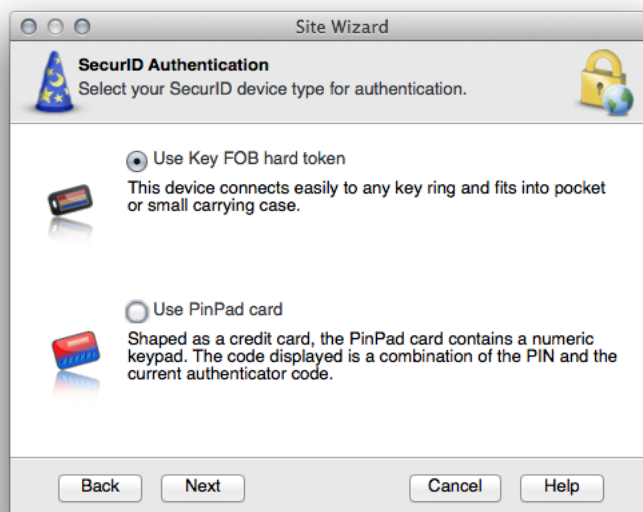 Site Wizard
SecurID Authentication
Select your SecurID device type for authentication.
Use Key FOB hard token
This device connects easily to any key ring and fits into pocket
or small carrying case.
Use PinPad card
Shaped as a credit card, the PinPad card contains a numeric
keypad. The code displayed is a combination of the PIN and the
current authenticator code.
Back Next Cancel Help